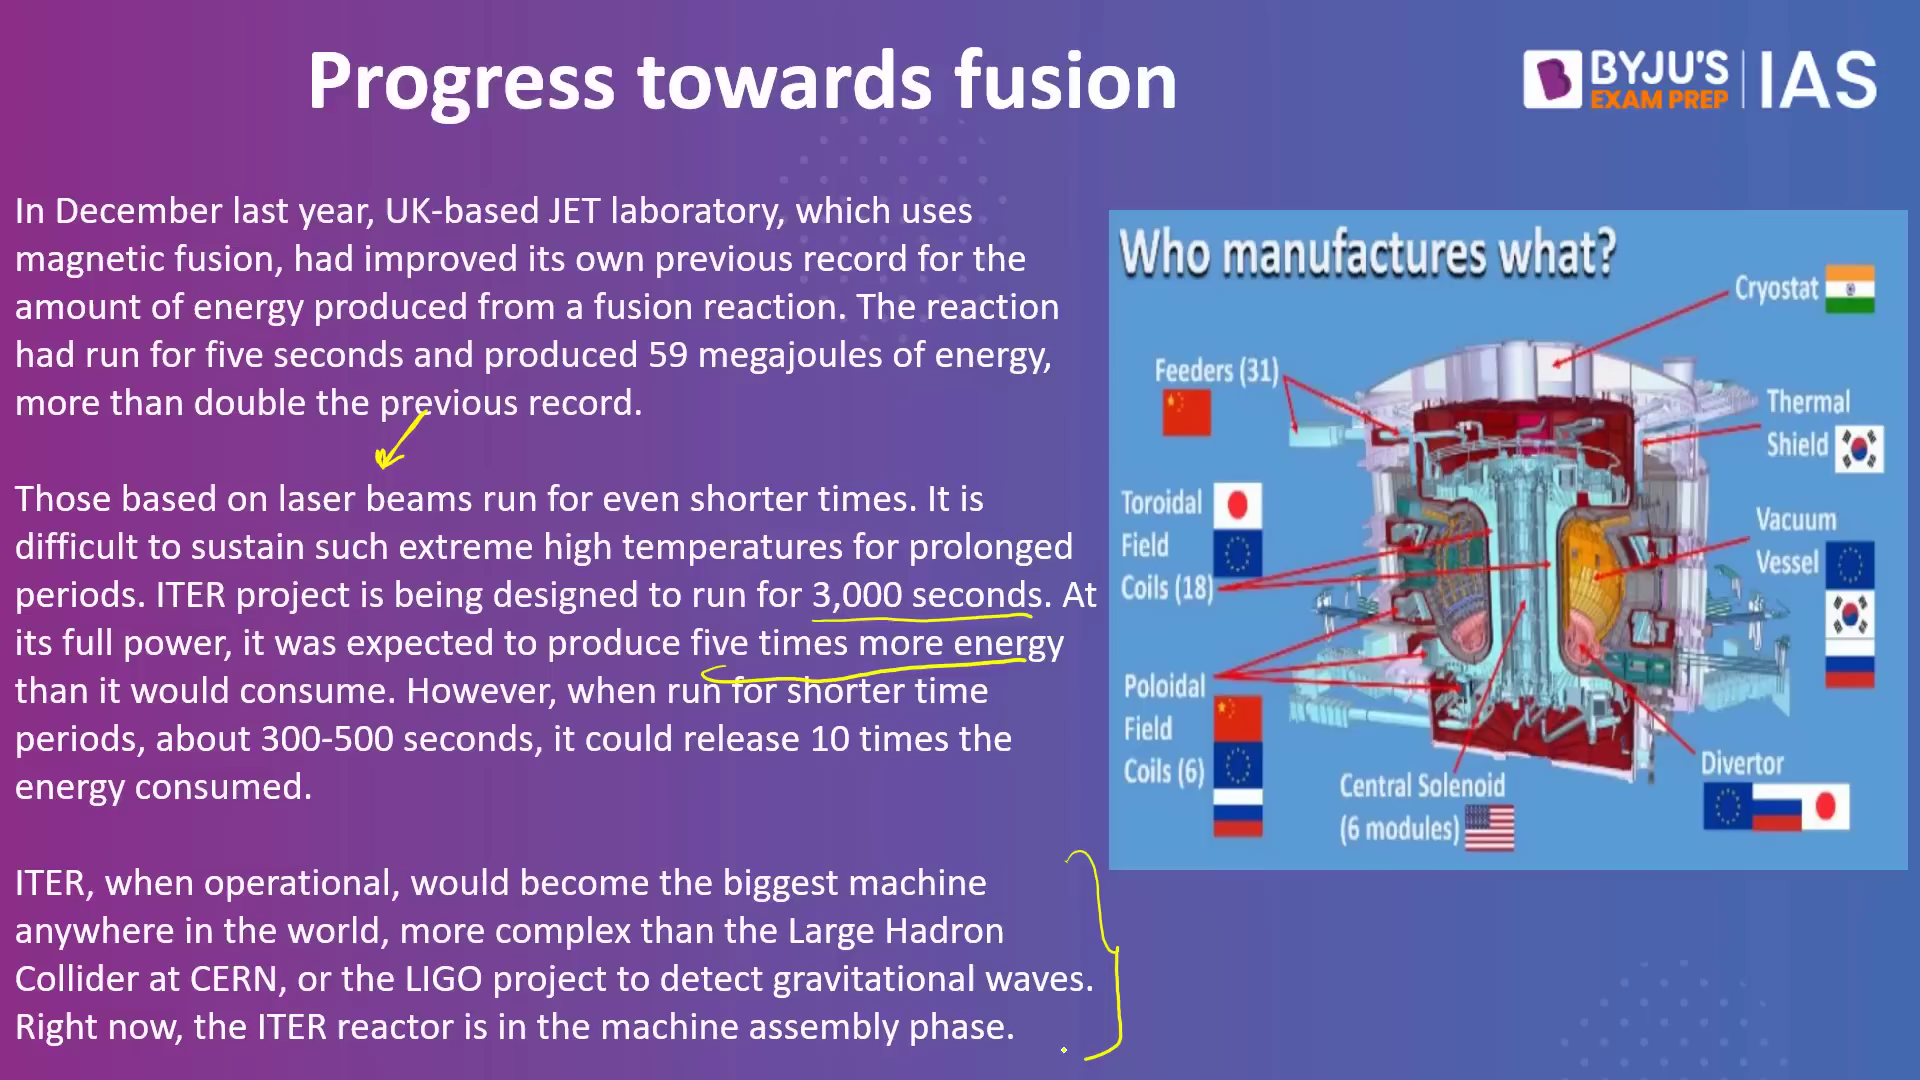 Progress towards fusion
BYJU'S
EXAM PREP
IAS
In December last year, UK-based JET laboratory, which uses
magnetic fusion, had improved its own previous record for the
amount of energy produced from a fusion reaction. The reaction
had run for five seconds and produced 59 megajoules of energy,
more than double the previous record.
Those based on laser beams run for even shorter times. It is
difficult to sustain such extreme high temperatures for prolonged
periods. ITER project is being designed to run for 3,000 seconds. At
its full power, it was expected to produce five times more energy
than it would consume. However, when run for shorter time
periods, about 300-500 seconds, it could release 10 times the
energy consumed.
ITER, when operational, would become the biggest machine
anywhere in the world, more complex than the Large Hadron
Collider at CERN, or the LIGO project to detect gravitational waves.
Right now, the ITER reactor is in the machine assembly phase.
Who manufactures what?
Cryostat
Feeders (31)
Thermal
Shield
Toroidal
Field
Coils (18)
Vacuum
Vessel
Poloidal
Field
Coils (6)
Central Solenoid
(6 modules)
Divertor